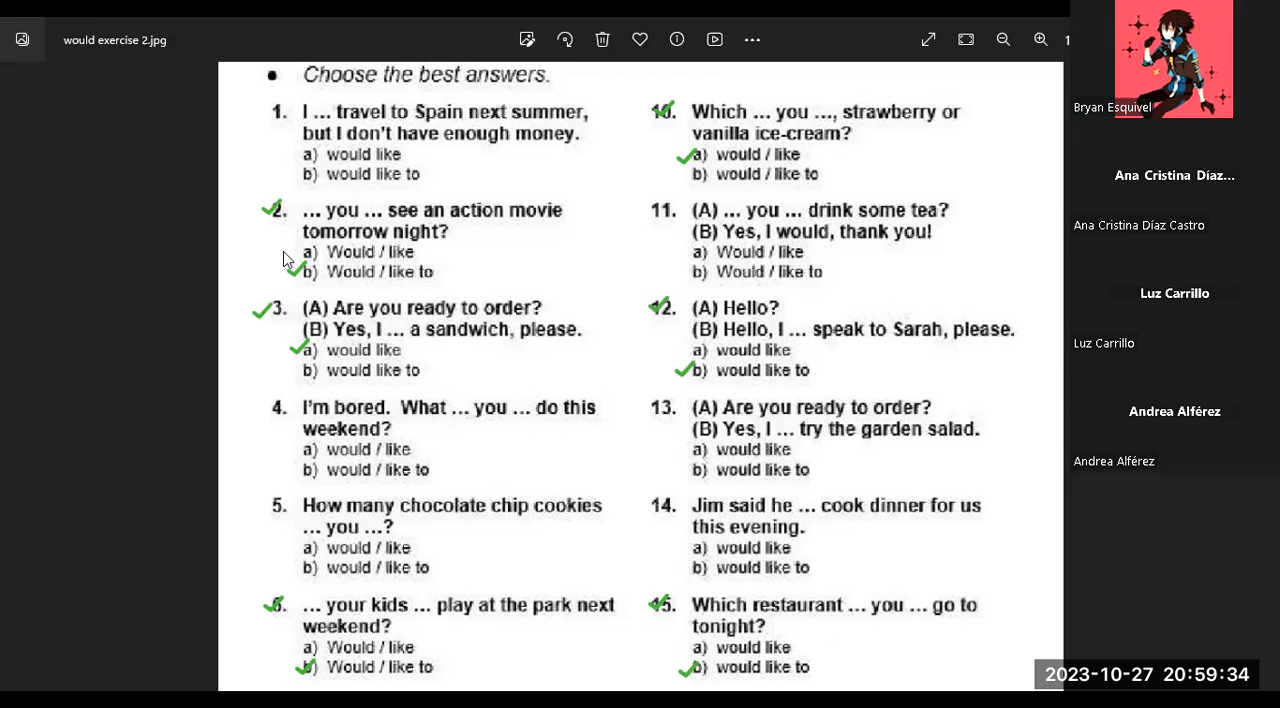 would exercise 2.jpg
1
Choose the best answers.
1. I ... travel to Spain next summer,
but I don't have enough money.
a) would like
b) would like to
2. ... you ... see an action movie
tomorrow night?
a) Would / like
b) Would / like to
3. (A) Are you ready to order?
(B) Yes, I ... a sandwich, please.
a) would like
b) would like to
4. I'm bored. What ... you ... do this
weekend?
a) would / like
b) would / like to
5. How many chocolate chip cookies
... you ...?
a) would / like
b) would / like to
6. ... your kids ... play at the park next
weekend?
a) Would / like
b) Would / like to
10. Which ... you ..., strawberry or
vanilla ice-cream?
a) would / like
b) would / like to
11. (A) ... you ... drink some tea?
(B) Yes, I would, thank you!
a) Would / like
b) Would / like to
12. (A) Hello?
(B) Hello, I ... speak to Sarah, please.
a) would like
b) would like to
13. (A) Are you ready to order?
(B) Yes, I ... try the garden salad.
a) would like
b) would like to
14. Jim said he ... cook dinner for us
this evening.
a) would like
b) would like to
15. Which restaurant ... you ... go to
tonight?
a) would like
b) would like to
Bryan Esquivel
Ana Cristina Díaz...
Ana Cristina Díaz Castro
Luz Carrillo
Luz Carrillo
Andrea Alférez
Andrea Alférez
2023-10-27 20:59:34